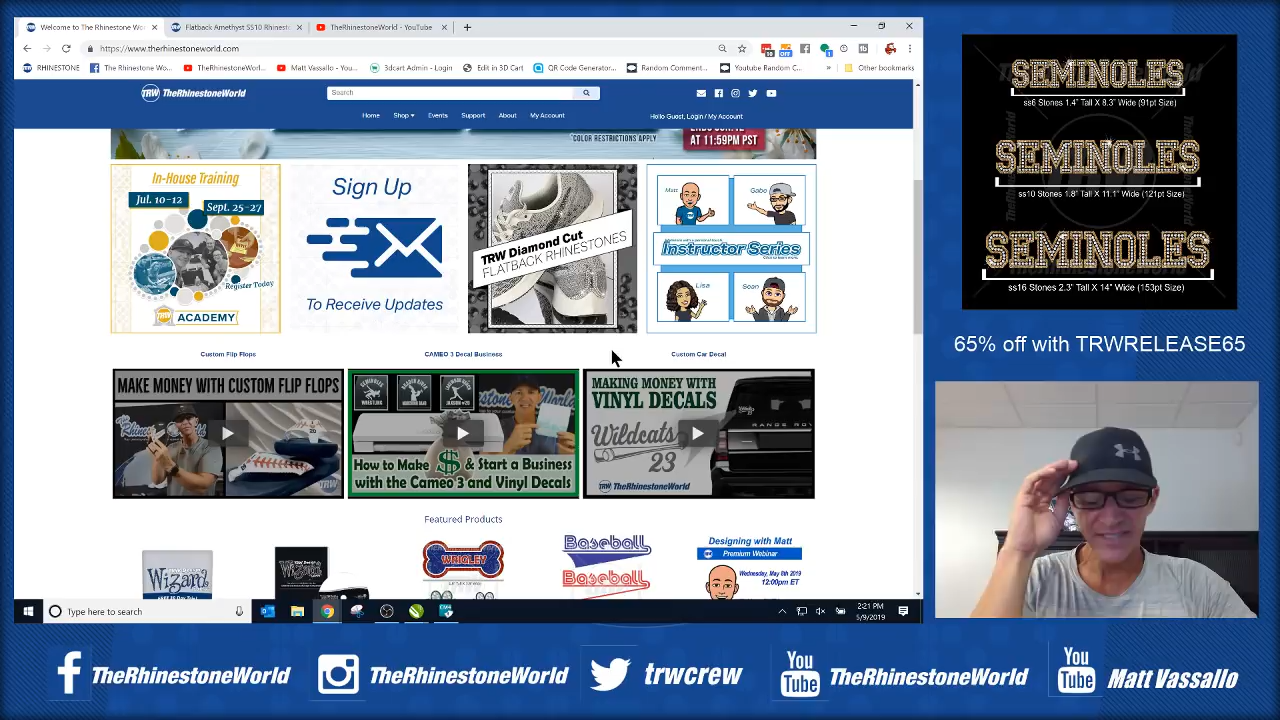 Welcome to The Rhinestone Wo
Flatback Amethyst SS10 Rhinest
TheRhinestoneWorld - YouTube
https://www.therhinestoneworld.com
RHINESTONE
The Rhinestone Wo...
TheRhinestoneWorl...
Matt Vassallo - You...
3dcart Admin - Login
Edit in 3D Cart
QR Code Generator...
Random Comment...
Youtube Random C...
Other bookmarks
TRW TheRhinestoneWorld
Search
Home
Shop
Events
Support
About
My Account
Hello Guest, Login / My Account
*COLOR RESTRICTIONS APPLY
AT 11:59PM PST
In-House Training
Jul. 10-12
Sept. 25-27
Register Today
TRW ACADEMY
Sign Up
To Receive Updates
TRW Diamond Cut
FLATBACK RHINESTONES
Matt
Gabe
Instructor Series
Lisa
Sean
Custom Flip Flops
CAMEO 3 Decal Business
Custom Car Decal
MAKE MONEY WITH CUSTOM FLIP FLOPS
How to Make $ & Start a Business
with the Cameo 3 and Vinyl Decals
MAKING MONEY WITH
VINYL DECALS
Wildcats
23
RANGE RO
TheRhinestoneWorld
Featured Products
Wizard
Wizard
WRIGLEY
Baseball
Baseball
Designing with Matt
Premium Webinar
Wednesday, May 8th 2019
12:00pm ET
Type here to search
2:21 PM
5/9/2019
SEMINOLES
ss6 Stones 1.4" Tall X 8.3" Wide (91pt Size)
SEMINOLES
ss10 Stones 1.8" Tall X 11.1" Wide (121pt Size)
SEMINOLES
ss16 Stones 2.3" Tall X 14" Wide (153pt Size)
65% off with TRWRELEASE65
TheRhinestoneWorld
TheRhinestoneWorld
trwcrew
You Tube TheRhinestoneWorld
You Tube Matt Vassallo